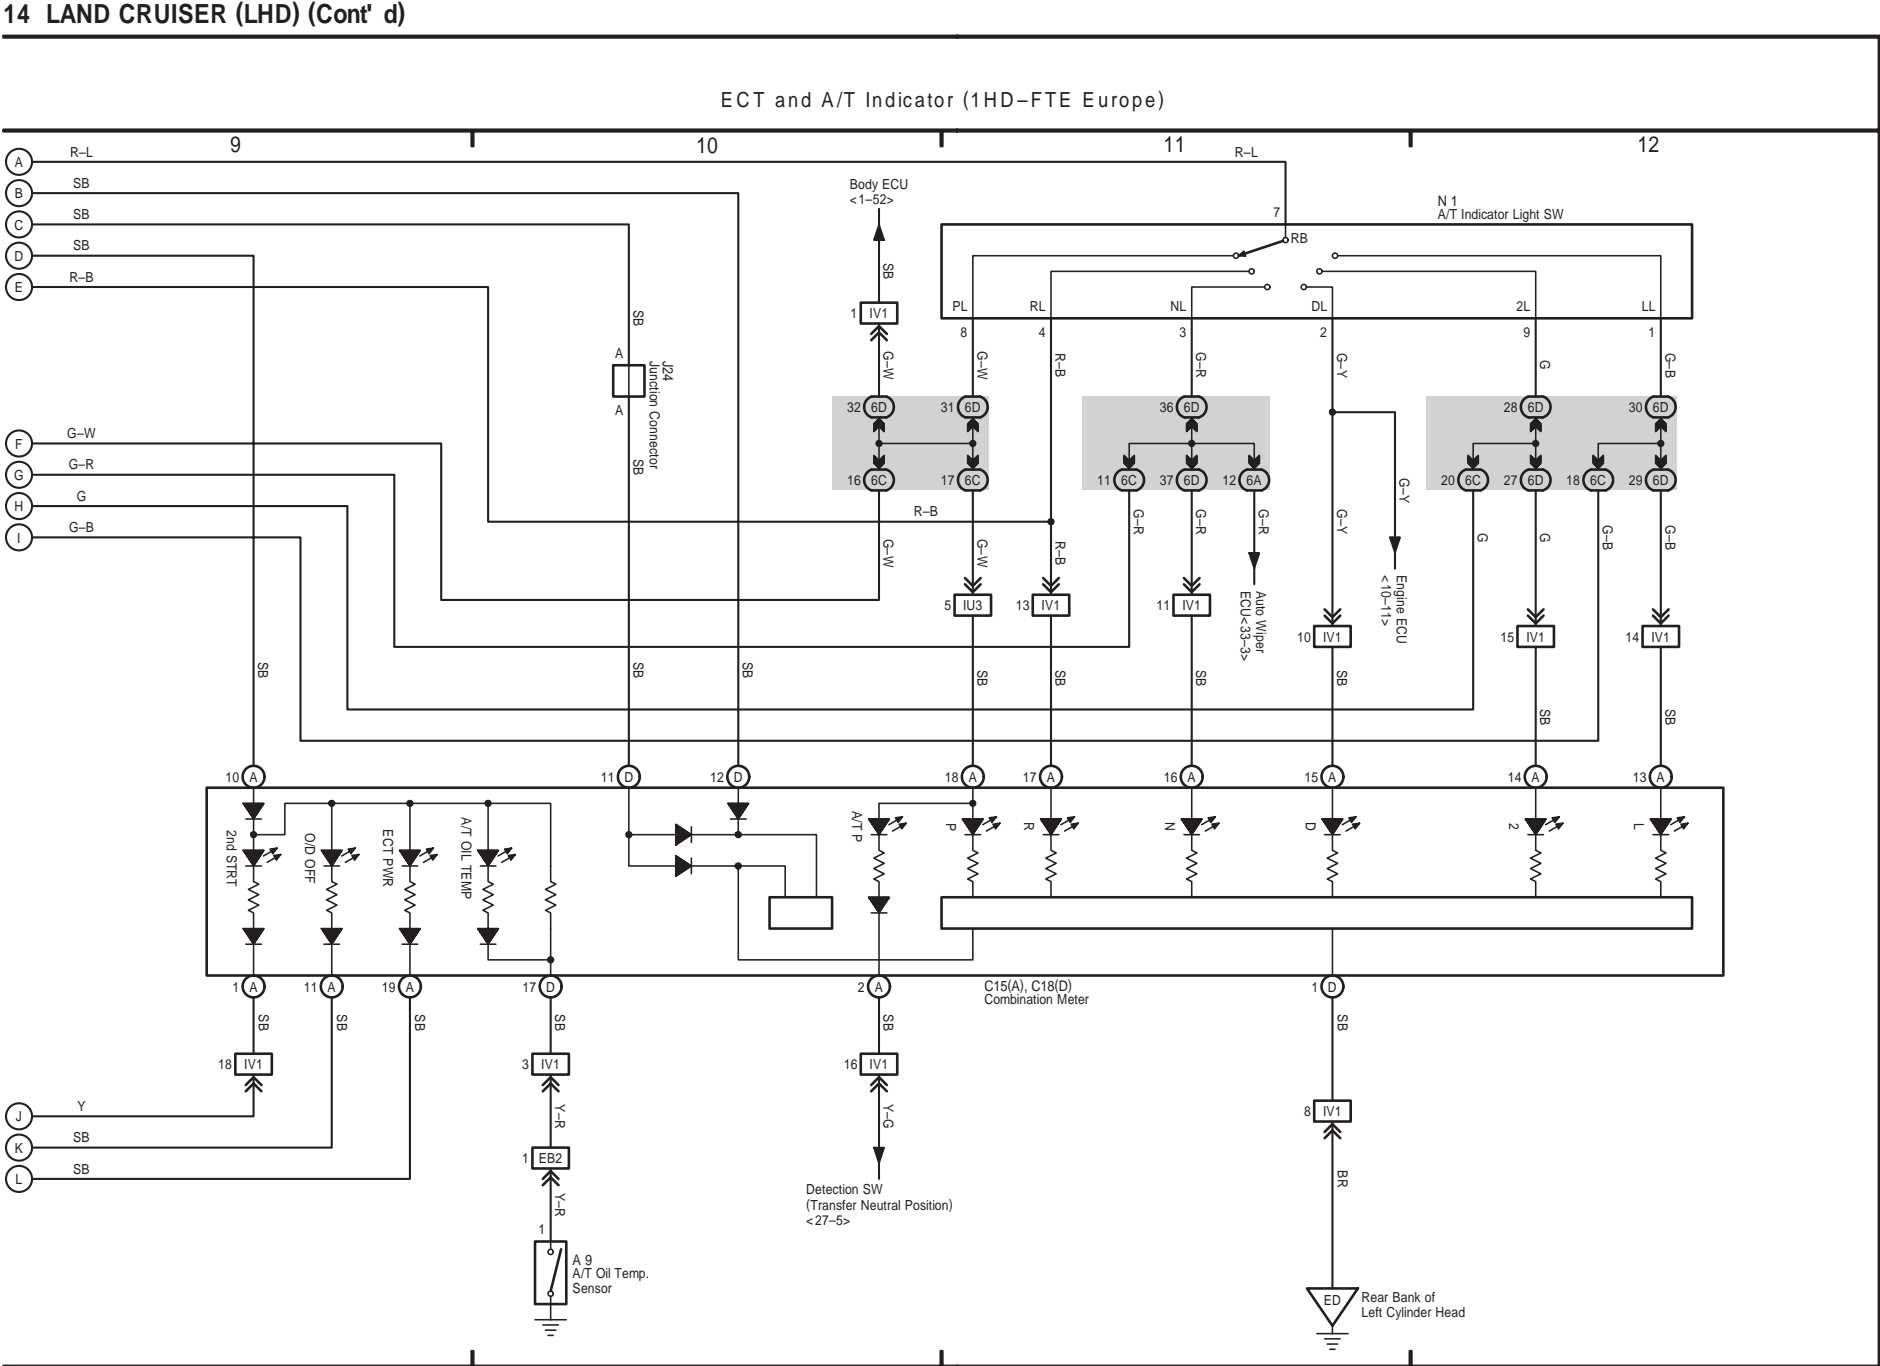 14 LAND CRUISER (LHD) (Cont' d)
ECT and A/T Indicator (1HD–FTE Europe)
9
10
11
12
A
R–L
R–L
B
SB
C
SB
D
SB
E
R–B
Body ECU
<1–52>
N 1
A/T Indicator Light SW
7
RB
SB
SB
PL
RL
NL
DL
2L
LL
1 IV1
8
4
3
2
9
1
A
J24
Junction Connector
A
G–W
G–W
R–B
G–R
G–Y
G
G–B
32 6D
31 6D
36 6D
28 6D
30 6D
F
G–W
G
G–R
H
G
I
G–B
SB
16 6C
17 6C
11 6C
37 6D
12 6A
20 6C
27 6D
18 6C
29 6D
G–Y
R–B
G–W
G–W
R–B
G–R
G–R
G–R
G–Y
G
G
G–B
G–B
5 IU3
13 IV1
11 IV1
Auto Wiper
ECU<33–3>
Engine ECU
<10–11>
10 IV1
15 IV1
14 IV1
SB
SB
SB
SB
SB
SB
SB
SB
SB
10 A
11 D
12 D
18 A
17 A
16 A
15 A
14 A
13 A
2nd STRT
O/D OFF
ECT PWR
A/T OIL TEMP
A/T P
P
R
N
D
2
L
1 A
11 A
19 A
17 D
2 A
C15(A), C18(D)
Combination Meter
1 D
SB
SB
SB
SB
SB
SB
18 IV1
3 IV1
16 IV1
8 IV1
J
Y
K
SB
L
SB
Y–R
Y–G
1 EB2
Y–R
BR
Detection SW
(Transfer Neutral Position)
<27–5>
1
A 9
A/T Oil Temp.
Sensor
ED
Rear Bank of
Left Cylinder Head